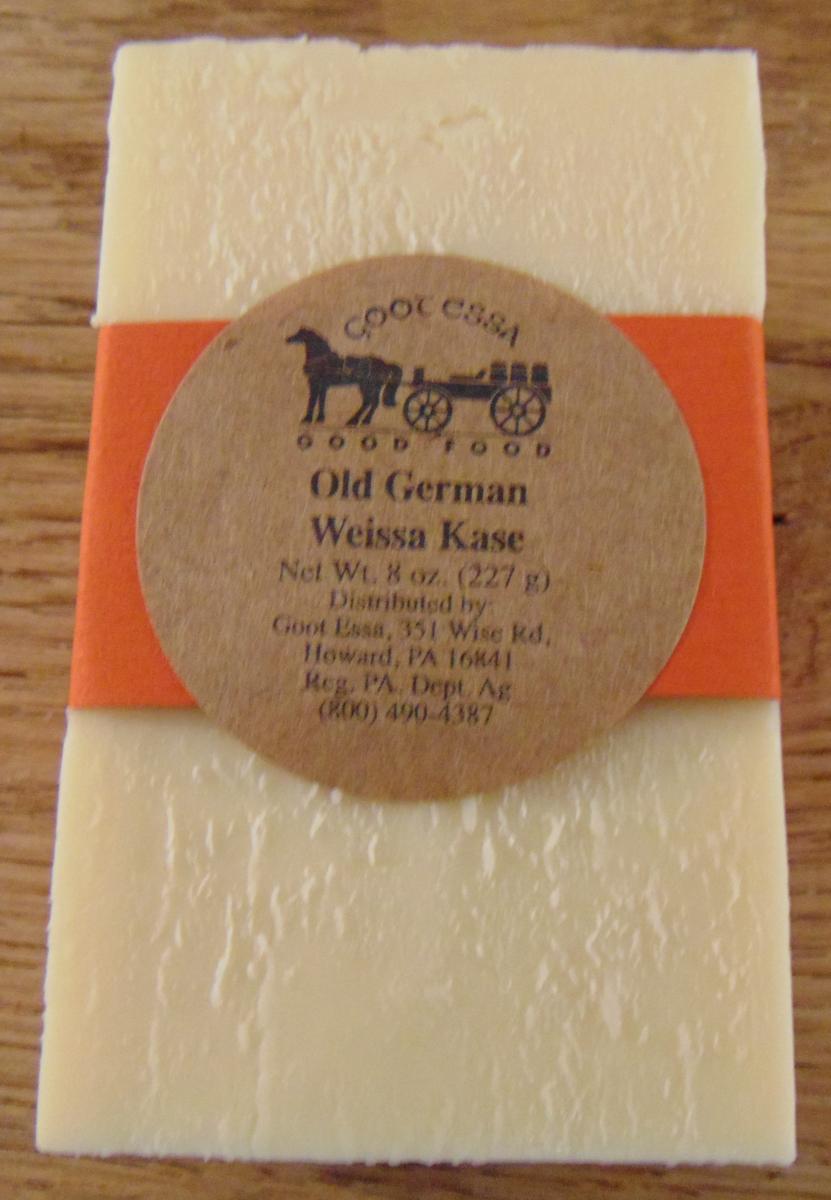 GOOT ESSA
GOOD FOOD
Old German
Weissa Kase
Net Wt. 8 oz. (227 g)
Distributed by:
Goot Essa, 351 Wise Rd,
Howard, PA 16841
Reg. PA. Dept. Ag
(800) 490-4387